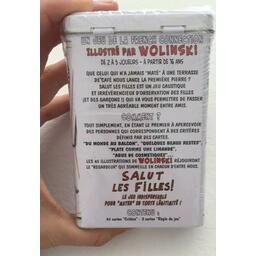 UN JEU DE LA FRENCH CONNECTION
ILLUSTRÉ PAR WOLINSKI
DE 2 À 5 JOUEURS - À PARTIR DE 16 ANS
QUE CELUI QUI N'A JAMAIS "MATÉ" À UNE TERRASSE
DE CAFÉ NOUS LANCE LA PREMIÈRE PIERRE !
SALUT LES FILLES EST UN JEU CAUSTIQUE
ET IRRÉVÉRENCIEUX D'OBSERVATION DES FILLES
(ET DES GARÇONS !) QUI VA VOUS PERMETTRE DE PASSER
UN TRÈS AGRÉABLE MOMENT ENTRE AMIS.
COMMENT ?
TOUT SIMPLEMENT, EN ÉTANT LE PREMIER À APERCEVOIR
DES PERSONNES QUI CORRESPONDENT À DES CRITÈRES
DÉFINIS PAR DES CARTES.
"DU MONDE AU BALCON", "QUELQUES BEAUX RESTES",
"PLATE COMME UNE LIMANDE",
"ACCRO DE COSMETIQUES"...
LES 45 ILLUSTRATIONS DE WOLINSKI RÉJOUIRONT
LE "REGARDEUR" QUI SOMMEILLE EN CHACUN D'ENTRE NOUS.
SALUT
LES FILLES!
LE JEU INDISPENSABLE
POUR "MATER" EN TOUTE LÉGITIMITÉ !
CONTENU :
cartes "Critère" - 2 cartes "Règle du jeu"